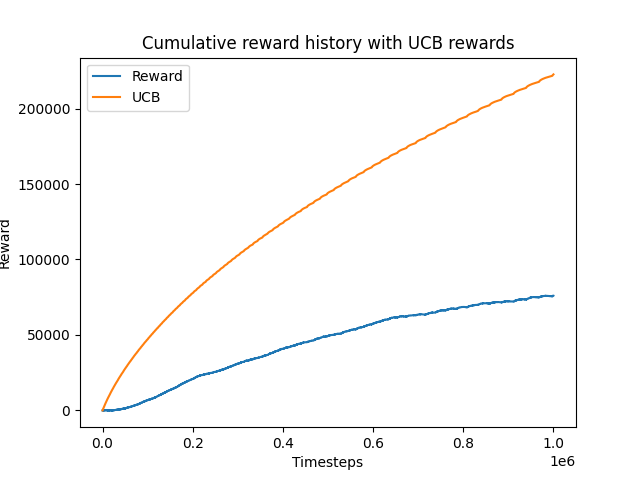 Cumulative reward history with UCB rewards
Reward
UCB
200000
150000
100000
50000
0
Reward
0.0 0.2 0.4 0.6 0.8 1.0
1e6
Timesteps